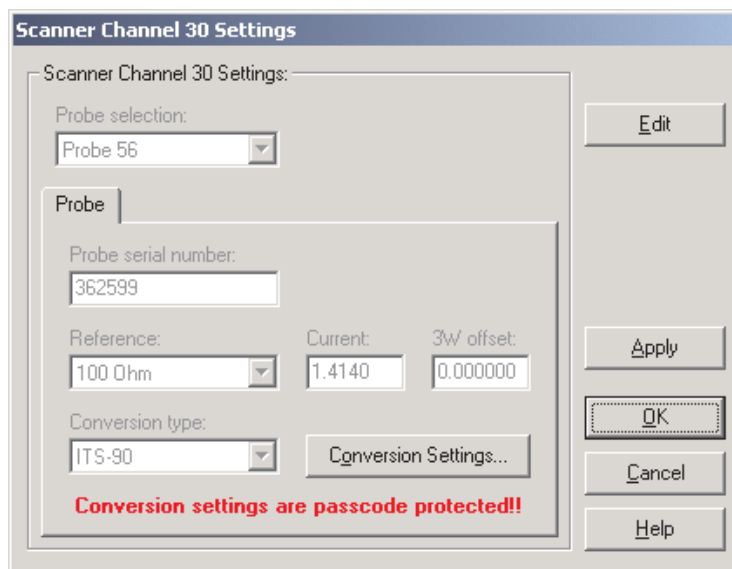 Scanner Channel 30 Settings
Scanner Channel 30 Settings:
Probe selection:
Probe 56
Edit
Probe
Probe serial number:
362599
Reference: Current: 3W offset:
100 Ohm 1.4140 0.000000
Apply
Conversion type:
ITS-90 Conversion Settings...
OK
Cancel
Conversion settings are passcode protected!!
Help